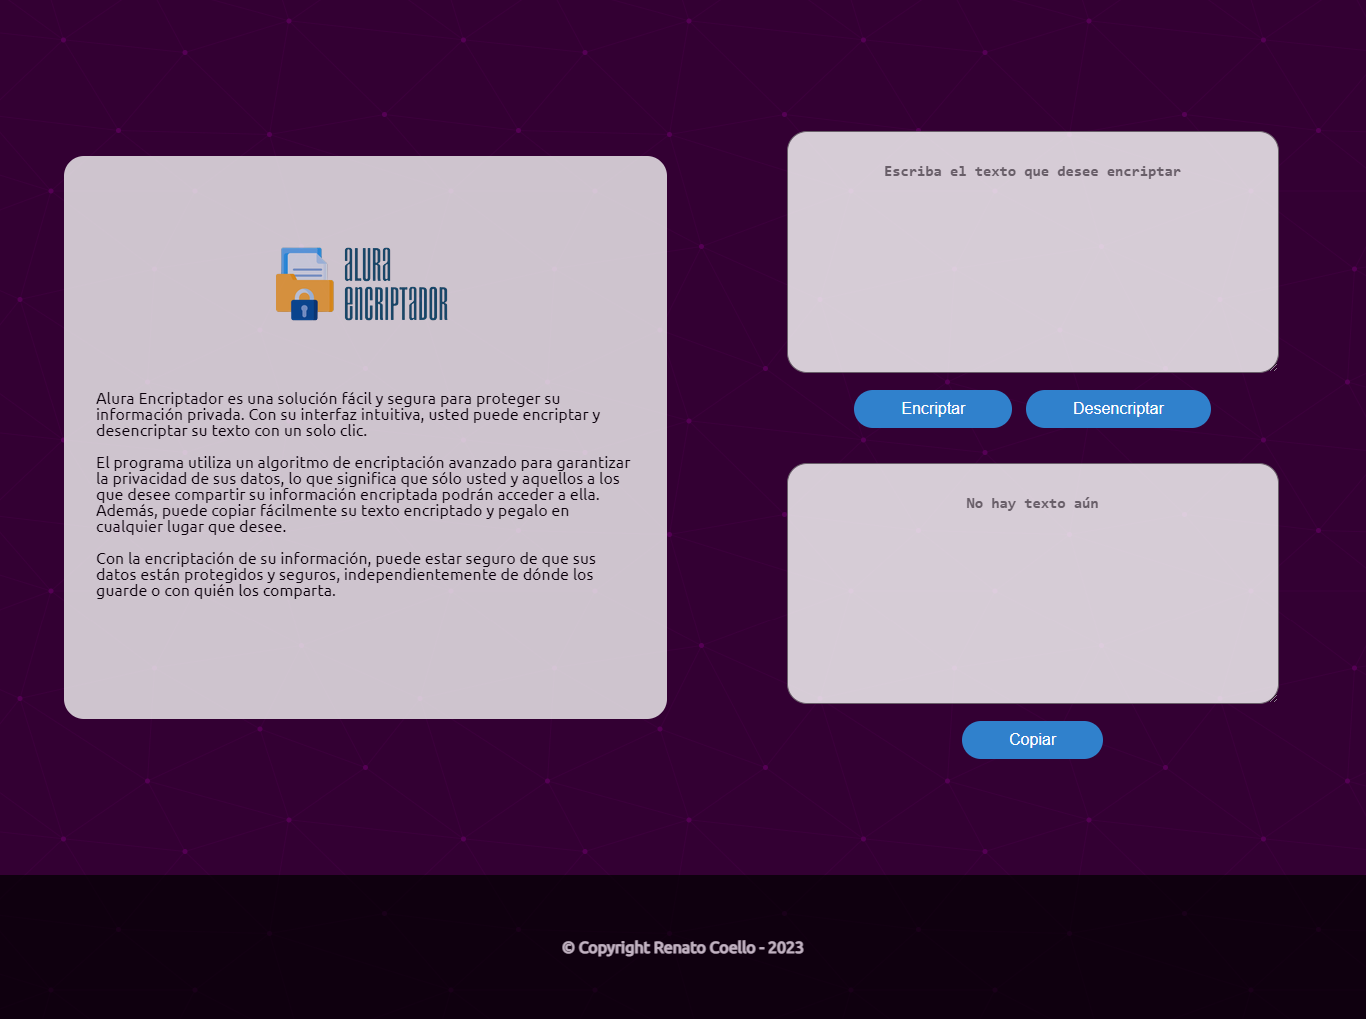 ALURA
ENCRIPTADOR
Alura Encriptador es una solución fácil y segura para proteger su
información privada. Con su interfaz intuitiva, usted puede encriptar y
desencriptar su texto con un solo clic.
El programa utiliza un algoritmo de encriptación avanzado para garantizar
la privacidad de sus datos, lo que significa que sólo usted y aquellos a los
que desee compartir su información encriptada podrán acceder a ella.
Además, puede copiar fácilmente su texto encriptado y pegalo en
cualquier lugar que desee.
Con la encriptación de su información, puede estar seguro de que sus
datos están protegidos y seguros, independientemente de dónde los
guarde o con quién los comparta.
Escriba el texto que desee encriptar
Encriptar
Desencriptar
No hay texto aún
Copiar
© Copyright Renato Coello - 2023